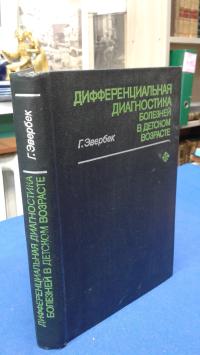 ДИФФЕРЕНЦИАЛЬНАЯ
ДИАГНОСТИКА
БОЛЕЗНЕЙ
В ДЕТСКОМ
ВОЗРАСТЕ
Г. Эвербек
Г. Эвербек
ДИФФЕРЕНЦИАЛЬНАЯ ДИАГНОСТИКА
БОЛЕЗНЕЙ В ДЕТСКОМ ВОЗРАСТЕ